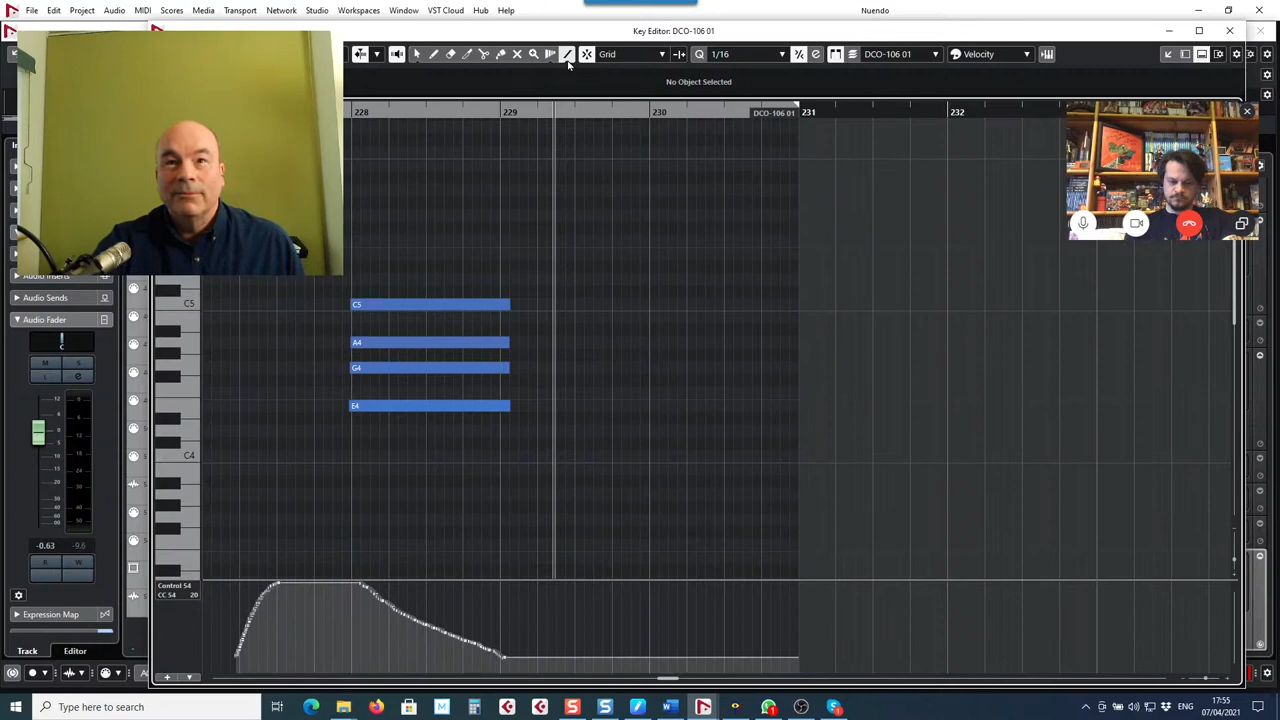 File Edit Project Audio MIDI Scores Media Transport Network Studio Workspaces Window VST Cloud Hub Help
Nuendo
Key Editor: DCO-106 01
Grid
1/16
DCO-106 01
Velocity
No Object Selected
228
229
230
DCO-106 01
231
232
Audio Inserts
C5
C5
Audio Sends
Audio Fader
C
A4
M S
G4
L e
E4
C4
-0.63 -9.6
R W
Control 54
CC 54 20
Expression Map
Track Editor
Type here to search
ENG
17:55
07/04/2021